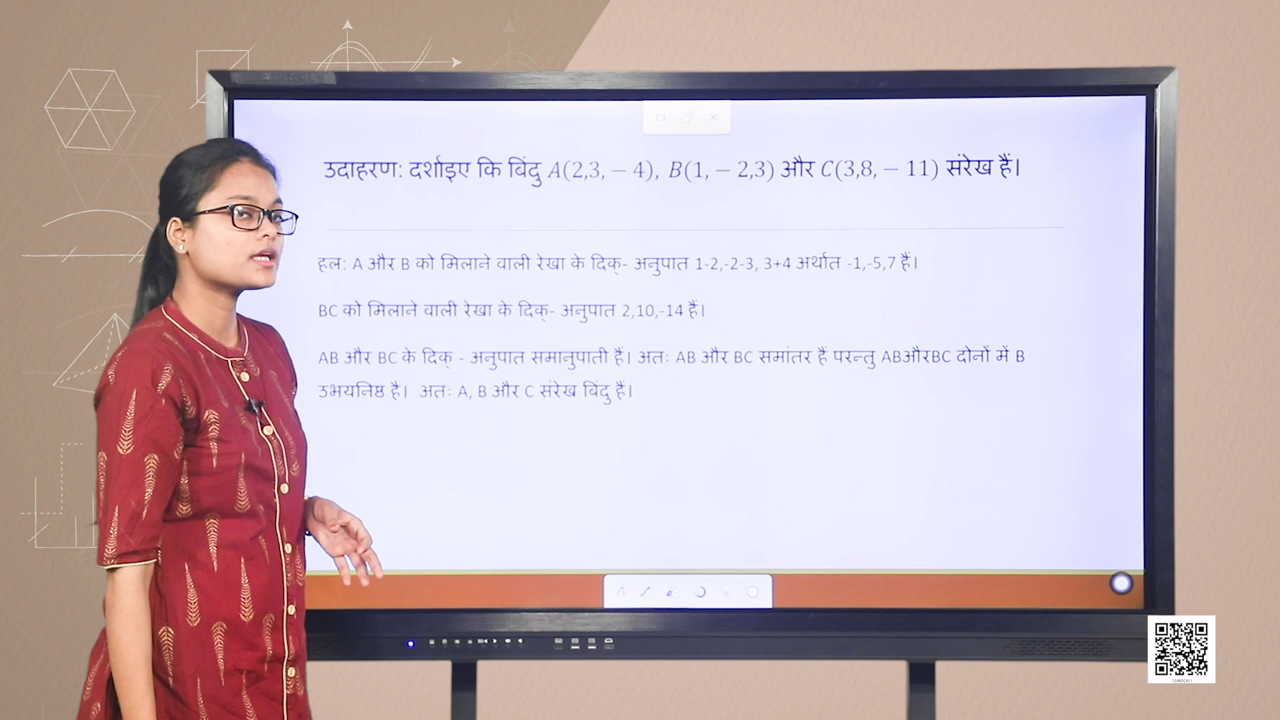 उदाहरण: दर्शाइए कि बिंदु A(2,3, − 4), B(1, − 2,3) और C(3,8, − 11) संरेख हैं।
हल: A और B को मिलाने वाली रेखा के दिक्- अनुपात 1-2,-2-3, 3+4 अर्थात -1,-5,7 हैं।
BC को मिलाने वाली रेखा के दिक्- अनुपात 2,10,-14 हैं।
AB और BC के दिक् - अनुपात समानुपाती हैं। अतः AB और BC समांतर हैं परन्तु ABऔरBC दोनों में B
उभयनिष्ठ है। अतः A, B और C संरेख बिंदु हैं।